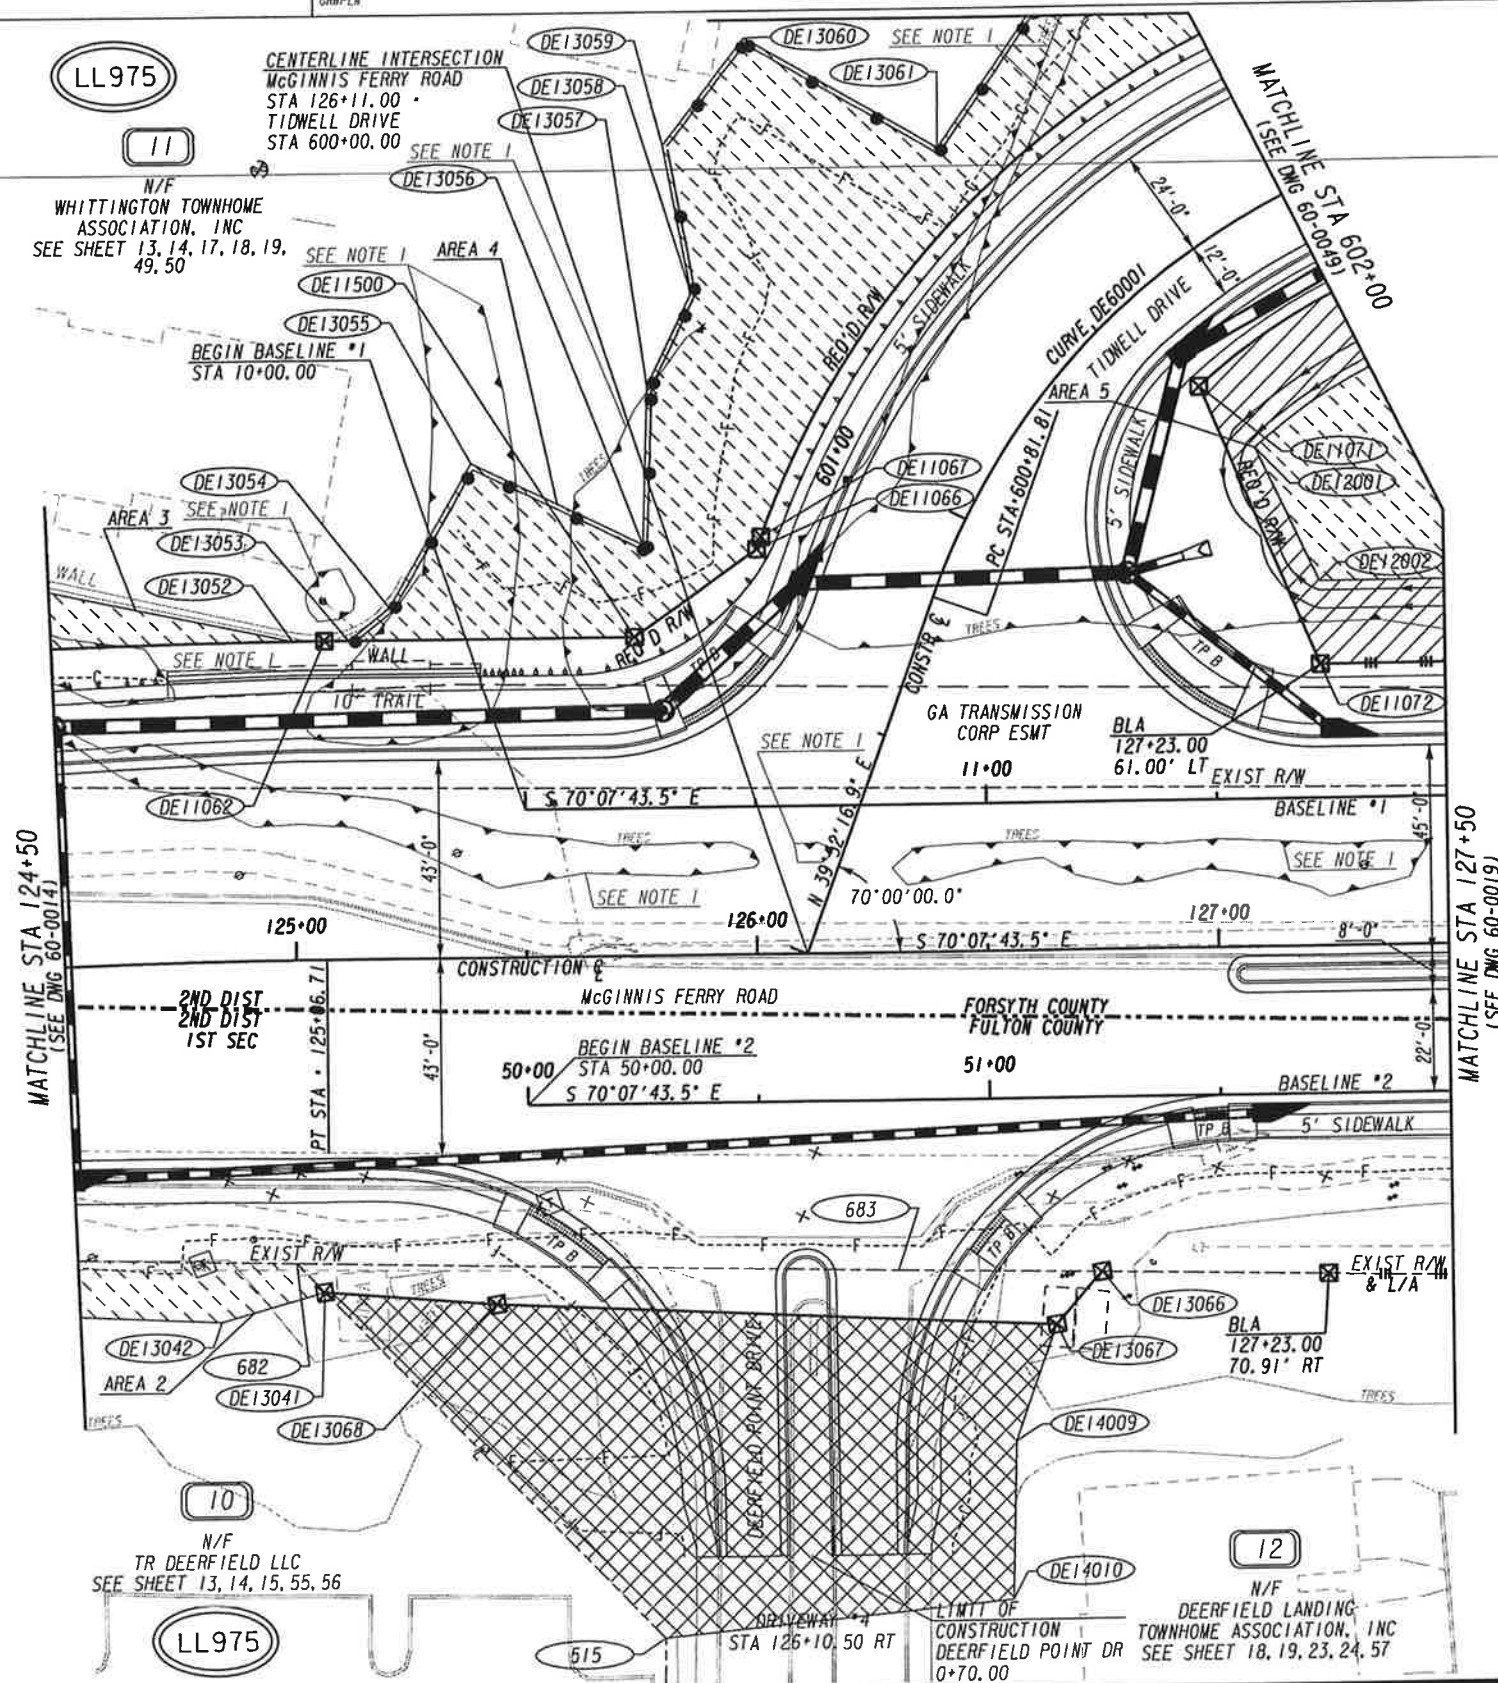 LL975
11
N/F
WHITTINGTON TOWNHOME
ASSOCIATION, INC
SEE SHEET 13, 14, 17, 18, 19,
49, 50
CENTERLINE INTERSECTION
McGINNIS FERRY ROAD
STA 126+11.00 =
TIDWELL DRIVE
STA 600+00.00
DE13059
DE13058
DE13057
SEE NOTE 1
DE13056
DE13060
SEE NOTE 1
DE13061
TREES
SEE NOTE 1
AREA 4
DE11500
DE13055
BEGIN BASELINE #1
STA 10+00.00
DE13054
SEE NOTE 1
AREA 3
DE13053
DE13052
WALL
SEE NOTE 1
WALL
10' TRAIL
DE11062
TREES
REQ'D R/W
TP B
REQ'D R/W
5' SIDEWALK
601+00
DE11067
DE11066
MATCHLINE STA 602+00
(SEE DWG 60-0049)
24'-0"
12'-0"
CURVE DE60001
TIDWELL DRIVE
AREA 5
PC STA 600+81.81
5' SIDEWALK
DE11071
DE12001
REQ'D R/W
DE12002
TREES
TP B
DE11072
CONSTR ℄
GA TRANSMISSION
CORP ESMT
BLA
127+23.00
61.00' LT
EXIST R/W
11+00
BASELINE #1
S 70°07'43.5" E
SEE NOTE 1
N 39°52'16.9" E
70°00'00.0"
TREES
TREES
SEE NOTE 1
SEE NOTE 1
43'-0"
45'-0"
MATCHLINE STA 124+50
(SEE DWG 60-0014)
MATCHLINE STA 127+50
(SEE DWG 60-0019)
125+00
126+00
127+00
S 70°07'43.5" E
8'-0"
CONSTRUCTION ℄
McGINNIS FERRY ROAD
2ND DIST
2ND DIST
1ST SEC
FORSYTH COUNTY
FULTON COUNTY
PT STA = 125+06.71
43'-0"
22'-0"
BEGIN BASELINE #2
STA 50+00.00
50+00
S 70°07'43.5" E
51+00
BASELINE #2
5' SIDEWALK
TP B
TP B
TP B
683
EXIST R/W
EXIST R/W
& L/A
TREES
DE13066
DE13067
BLA
127+23.00
70.91' RT
DE13042
682
AREA 2
DE13041
DE13068
TREES
TREES
DEERFIELD POINT DRIVE
DE14009
10
N/F
TR DEERFIELD LLC
SEE SHEET 13, 14, 15, 55, 56
LL975
515
DRIVEWAY #4
STA 126+10.50 RT
LIMIT OF
CONSTRUCTION
DEERFIELD POINT DR
0+70.00
DE14010
12
N/F
DEERFIELD LANDING
TOWNHOME ASSOCIATION, INC
SEE SHEET 18, 19, 23, 24, 57